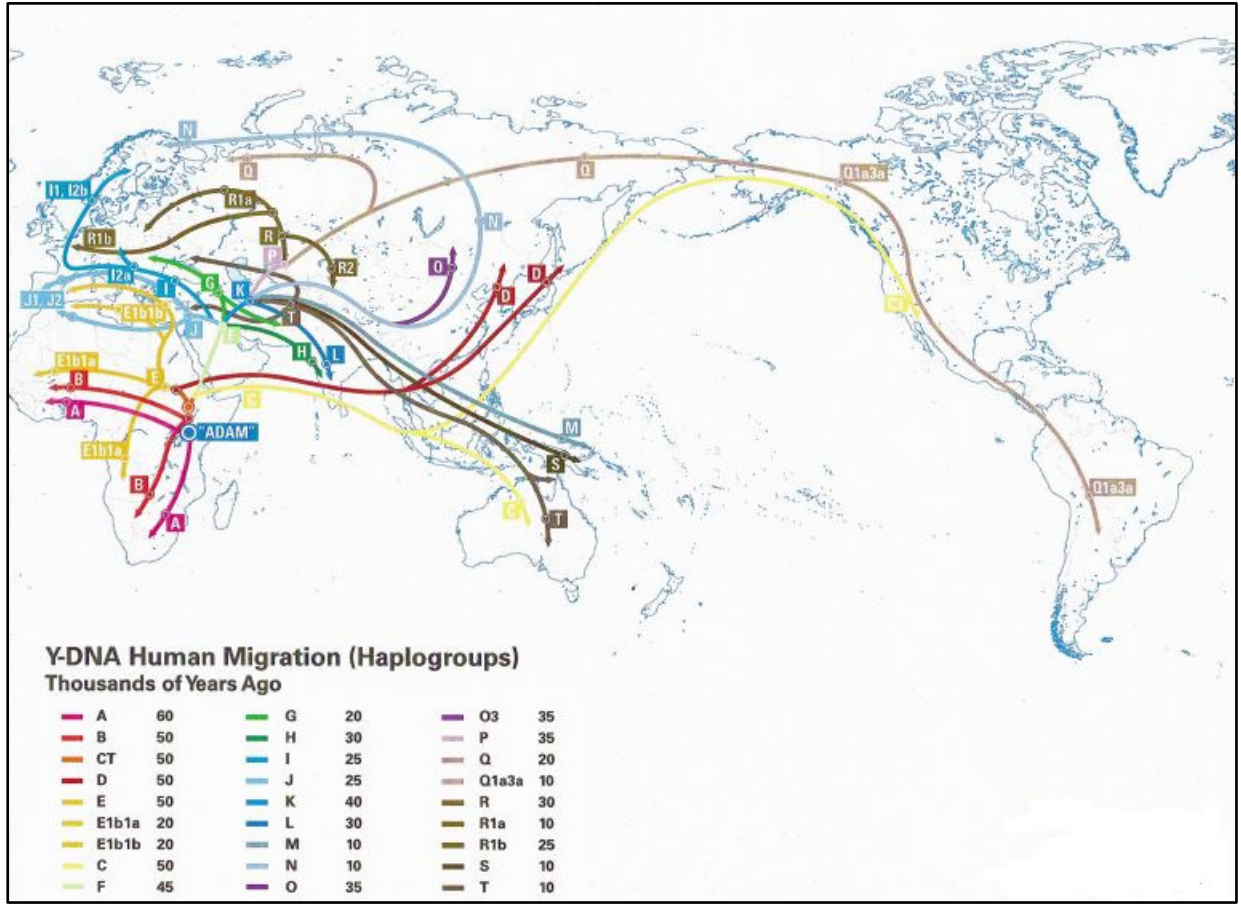 N
Q
Q
Q1a3a
I1, I2b
R1a
N
R1b
R
P
R2
O
D
I2a
I
G
K
D
J1, J2
E1b1b
J
T
C3
F
H
L
E1b1a
B
E
C
A
"ADAM"
M
E1b1a
S
B
Q1a3a
A
C
T
Y-DNA Human Migration (Haplogroups)
Thousands of Years Ago
A 60
B 50
CT 50
D 50
E 50
E1b1a 20
E1b1b 20
C 50
F 45
G 20
H 30
I 25
J 25
K 40
L 30
M 10
N 10
O 35
O3 35
P 35
Q 20
Q1a3a 10
R 30
R1a 10
R1b 25
S 10
T 10